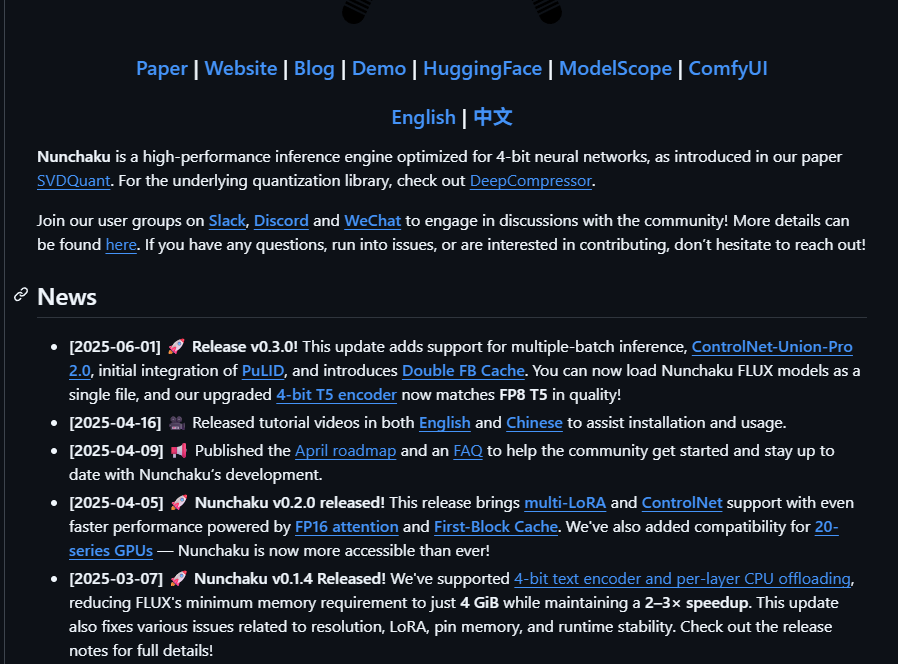 Paper | Website | Blog | Demo | HuggingFace | ModelScope | ComfyUI
English | 中文
Nunchaku is a high-performance inference engine optimized for 4-bit neural networks, as introduced in our paper
SVDQuant. For the underlying quantization library, check out DeepCompressor.
Join our user groups on Slack, Discord and WeChat to engage in discussions with the community! More details can
be found here. If you have any questions, run into issues, or are interested in contributing, don’t hesitate to reach out!
News
• [2025-06-01] 🚀 Release v0.3.0! This update adds support for multiple-batch inference, ControlNet-Union-Pro
2.0, initial integration of PuLID, and introduces Double FB Cache. You can now load Nunchaku FLUX models as a
single file, and our upgraded 4-bit T5 encoder now matches FP8 T5 in quality!
• [2025-04-16] 🎥 Released tutorial videos in both English and Chinese to assist installation and usage.
• [2025-04-09] 📢 Published the April roadmap and an FAQ to help the community get started and stay up to
date with Nunchaku’s development.
• [2025-04-05] 🚀 Nunchaku v0.2.0 released! This release brings multi-LoRA and ControlNet support with even
faster performance powered by FP16 attention and First-Block Cache. We've also added compatibility for 20-
series GPUs — Nunchaku is now more accessible than ever!
• [2025-03-07] 🚀 Nunchaku v0.1.4 Released! We've supported 4-bit text encoder and per-layer CPU offloading,
reducing FLUX's minimum memory requirement to just 4 GiB while maintaining a 2–3× speedup. This update
also fixes various issues related to resolution, LoRA, pin memory, and runtime stability. Check out the release
notes for full details!